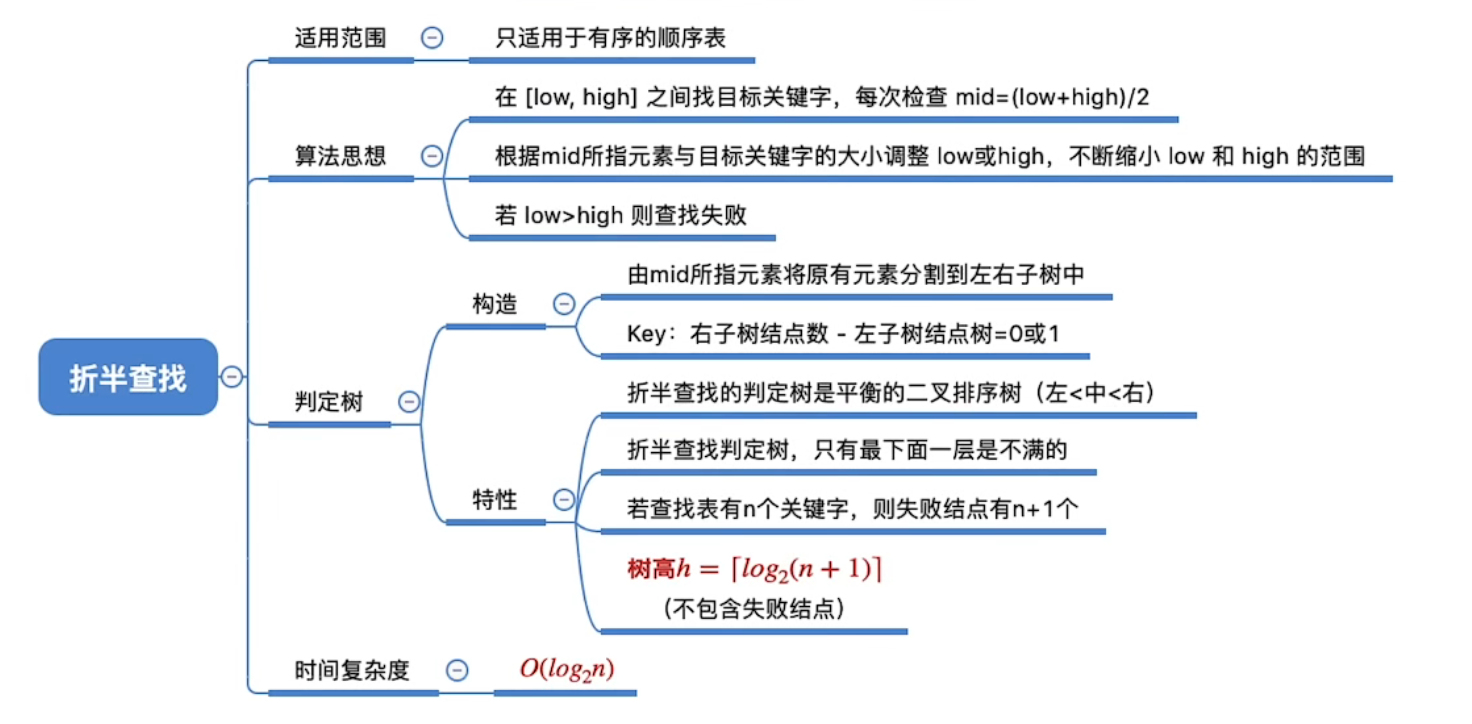 适用范围
只适用于有序的顺序表
在 [low, high] 之间找目标关键字，每次检查 mid=(low+high)/2
算法思想
根据mid所指元素与目标关键字的大小调整 low或high，不断缩小 low 和 high 的范围
若 low>high 则查找失败
由mid所指元素将原有元素分割到左右子树中
构造
Key：右子树结点数 - 左子树结点树=0或1
折半查找
判定树
折半查找的判定树是平衡的二叉排序树（左<中<右）
折半查找判定树，只有最下面一层是不满的
特性
若查找表有n个关键字，则失败结点有n+1个
树高h = ⌈log₂(n + 1)⌉
（不包含失败结点）
时间复杂度
O(log₂n)